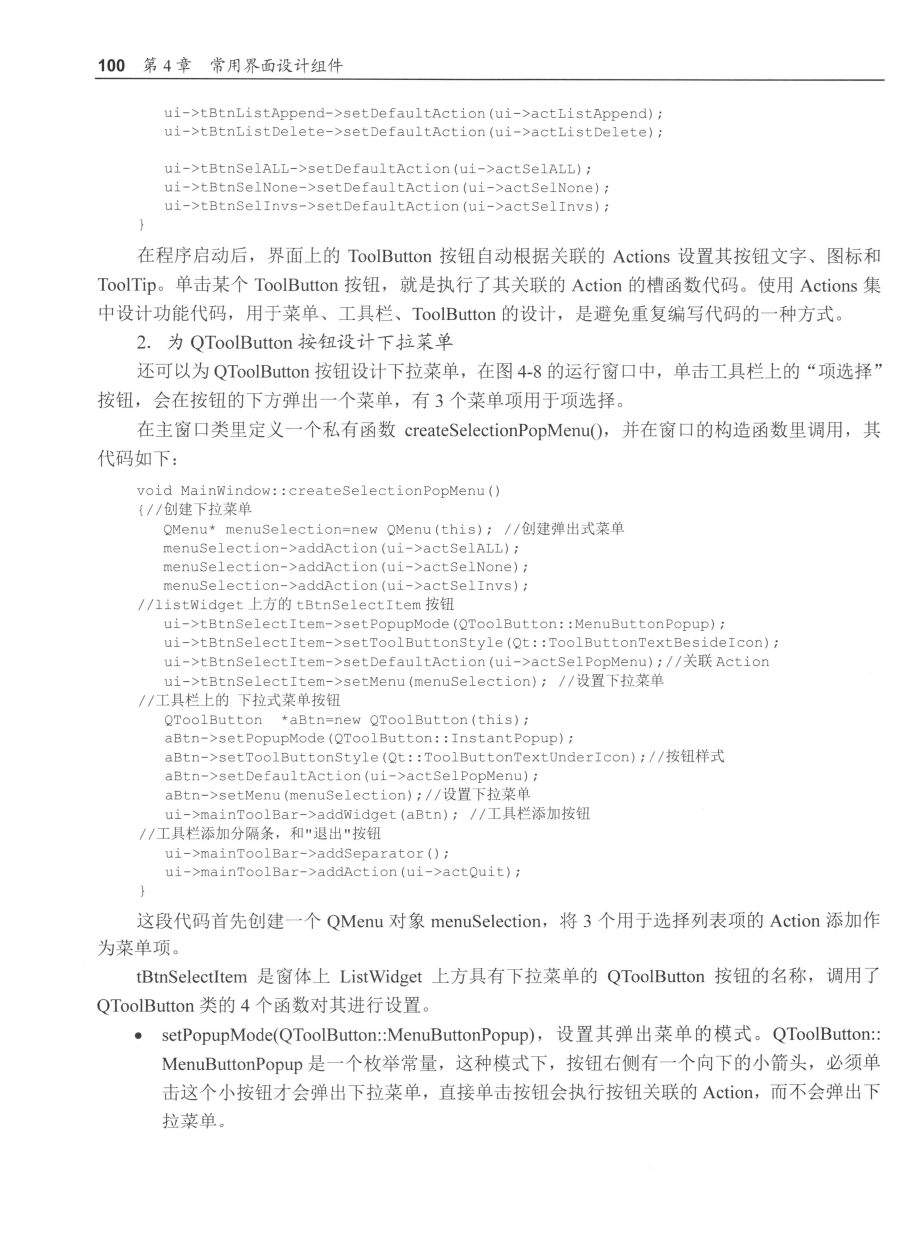 100 第 4 章 常用界面设计组件
ui->tBtnListAppend->setDefaultAction(ui->actListAppend);
ui->tBtnListDelete->setDefaultAction(ui->actListDelete);
ui->tBtnSelALL->setDefaultAction(ui->actSelALL);
ui->tBtnSelNone->setDefaultAction(ui->actSelNone);
ui->tBtnSelInvs->setDefaultAction(ui->actSelInvs);
}
在程序启动后，界面上的 ToolButton 按钮自动根据关联的 Actions 设置其按钮文字、图标和
ToolTip。单击某个 ToolButton 按钮，就是执行了其关联的 Action 的槽函数代码。使用 Actions 集
中设计功能代码，用于菜单、工具栏、ToolButton 的设计，是避免重复编写代码的一种方式。
2．为 QToolButton 按钮设计下拉菜单
还可以为 QToolButton 按钮设计下拉菜单，在图 4-8 的运行窗口中，单击工具栏上的“项选择”
按钮，会在按钮的下方弹出一个菜单，有 3 个菜单项用于项选择。
在主窗口类里定义一个私有函数 createSelectionPopMenu()，并在窗口的构造函数里调用，其
代码如下：
void MainWindow::createSelectionPopMenu()
{//创建下拉菜单
QMenu* menuSelection=new QMenu(this); //创建弹出式菜单
menuSelection->addAction(ui->actSelALL);
menuSelection->addAction(ui->actSelNone);
menuSelection->addAction(ui->actSelInvs);
//listWidget 上方的 tBtnSelectItem 按钮
ui->tBtnSelectItem->setPopupMode(QToolButton::MenuButtonPopup);
ui->tBtnSelectItem->setToolButtonStyle(Qt::ToolButtonTextBesideIcon);
ui->tBtnSelectItem->setDefaultAction(ui->actSelPopMenu);//关联 Action
ui->tBtnSelectItem->setMenu(menuSelection); //设置下拉菜单
//工具栏上的 下拉式菜单按钮
QToolButton  *aBtn=new QToolButton(this);
aBtn->setPopupMode(QToolButton::InstantPopup);
aBtn->setToolButtonStyle(Qt::ToolButtonTextUnderIcon);//按钮样式
aBtn->setDefaultAction(ui->actSelPopMenu);
aBtn->setMenu(menuSelection);//设置下拉菜单
ui->mainToolBar->addWidget(aBtn); //工具栏添加按钮
//工具栏添加分隔条，和"退出"按钮
ui->mainToolBar->addSeparator();
ui->mainToolBar->addAction(ui->actQuit);
}
这段代码首先创建一个 QMenu 对象 menuSelection，将 3 个用于选择列表项的 Action 添加作
为菜单项。
tBtnSelectItem 是窗体上 ListWidget 上方具有下拉菜单的 QToolButton 按钮的名称，调用了
QToolButton 类的 4 个函数对其进行设置。
● setPopupMode(QToolButton::MenuButtonPopup)，设置其弹出菜单的模式。QToolButton::
MenuButtonPopup 是一个枚举常量，这种模式下，按钮右侧有一个向下的小箭头，必须单
击这个小按钮才会弹出下拉菜单，直接单击按钮会执行按钮关联的 Action，而不会弹出下
拉菜单。